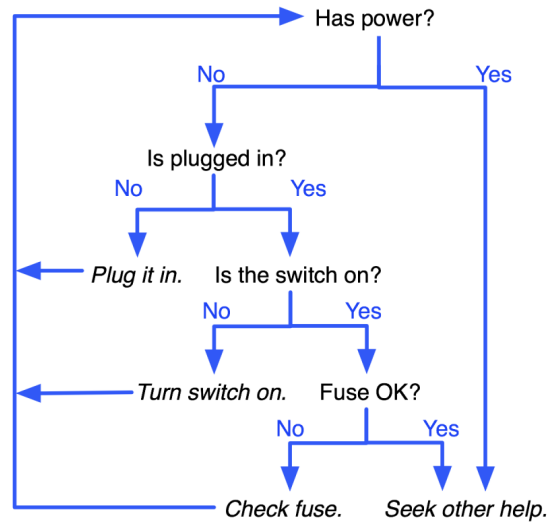 Has power?
No
Yes
Is plugged in?
No
Yes
Plug it in.
Is the switch on?
No
Yes
Turn switch on.
Fuse OK?
No
Yes
Check fuse.
Seek other help.